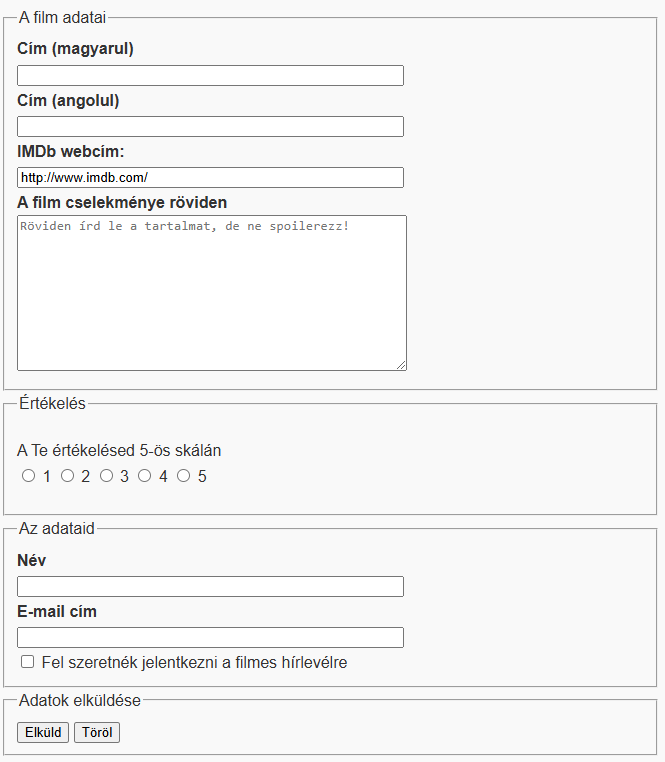 A film adatai
Cím (magyarul)
Cím (angolul)
IMDb webcím:
http://www.imdb.com/
A film cselekménye röviden
Röviden írd le a tartalmat, de ne spoilerezz!
Értékelés
A Te értékelésed 5-ös skálán
1 2 3 4 5
Az adataid
Név
E-mail cím
Fel szeretnék jelentkezni a filmes hírlevélre
Adatok elküldése
Elküld Töröl